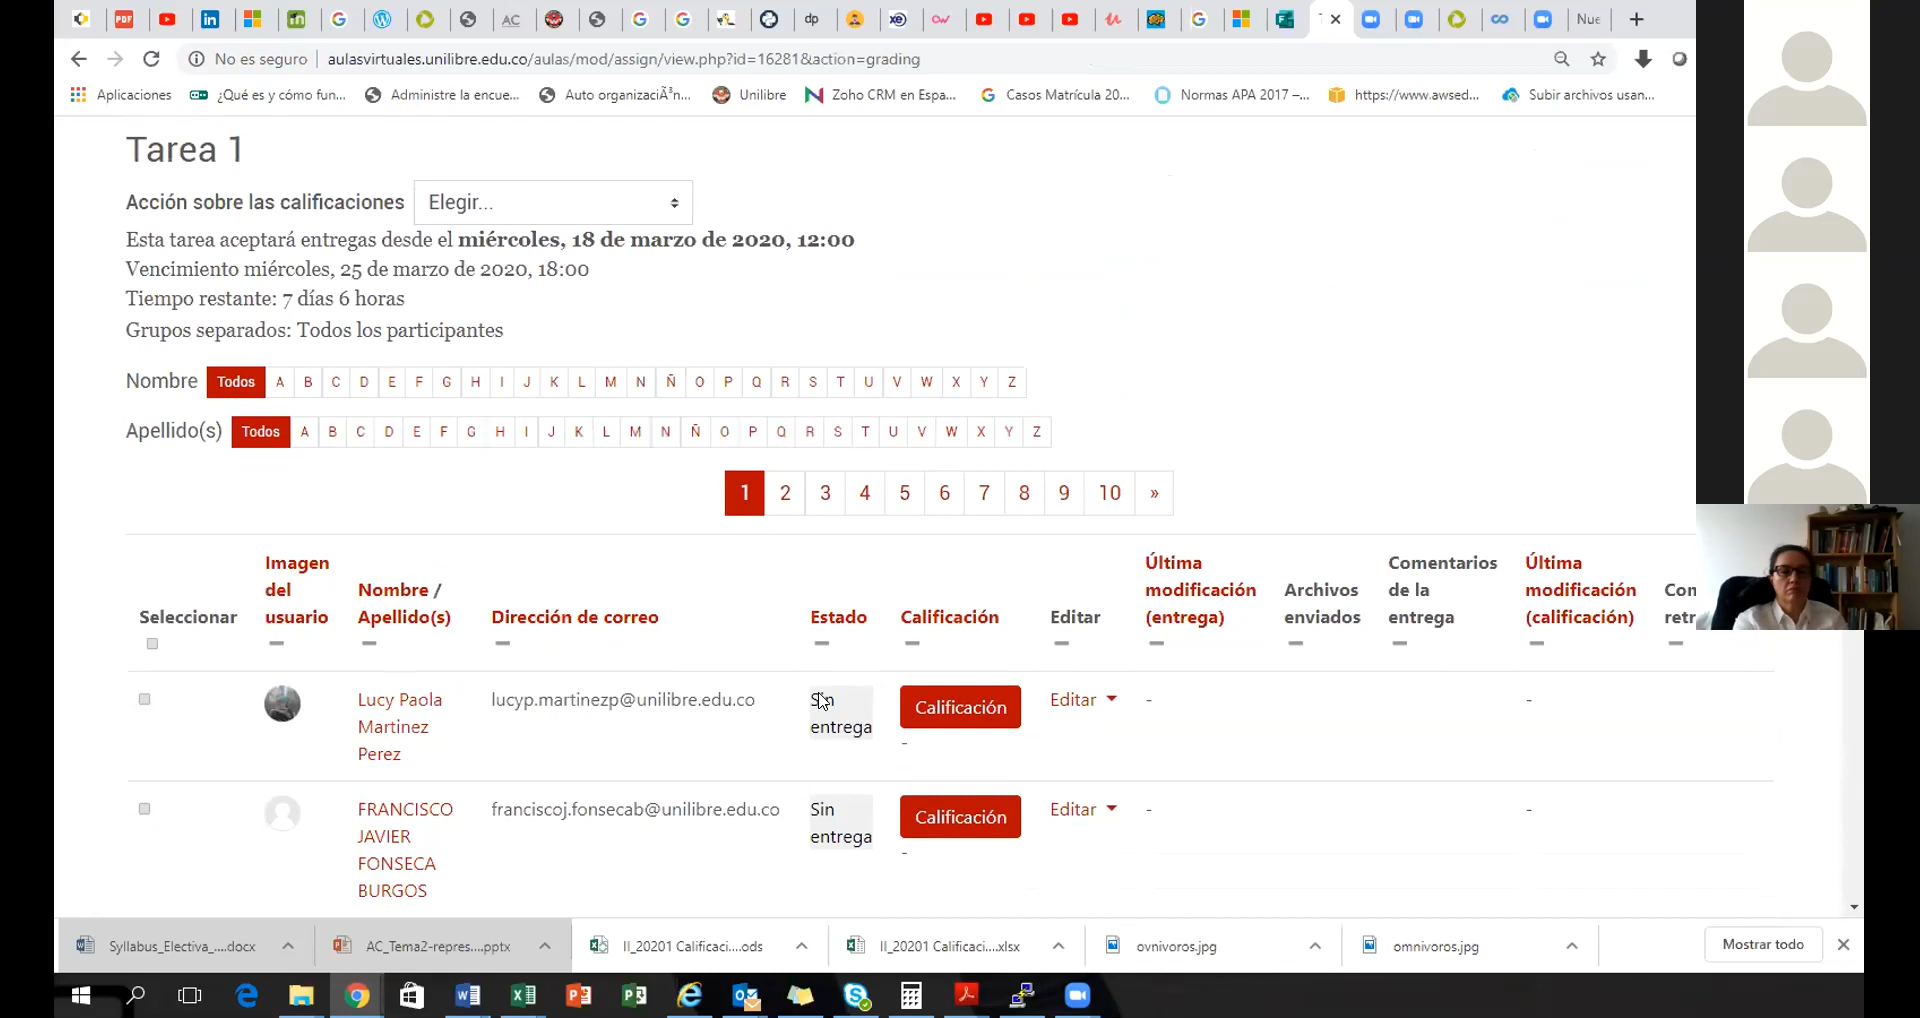 AC
dp
Nue
No es seguro | aulasvirtuales.unilibre.edu.co/aulas/mod/assign/view.php?id=16281&action=grading
Aplicaciones ¿Qué es y cómo fun... Administre la encue... Auto organizaciÃ³n... Unilibre Zoho CRM en Espa... Casos Matrícula 20... Normas APA 2017 –... https://www.awsed... Subir archivos usan...
Tarea 1
Acción sobre las calificaciones Elegir...
Esta tarea aceptará entregas desde el miércoles, 18 de marzo de 2020, 12:00
Vencimiento miércoles, 25 de marzo de 2020, 18:00
Tiempo restante: 7 días 6 horas
Grupos separados: Todos los participantes
Nombre Todos A B C D E F G H I J K L M N Ñ O P Q R S T U V W X Y Z
Apellido(s) Todos A B C D E F G H I J K L M N Ñ O P Q R S T U V W X Y Z
1 2 3 4 5 6 7 8 9 10 »
Seleccionar
Imagen
del
usuario
Nombre /
Apellido(s)
Dirección de correo
Estado
Calificación
Editar
Última
modificación
(entrega)
Archivos
enviados
Comentarios
de la
entrega
Última
modificación
(calificación)
Con
retr
Lucy Paola
Martinez
Perez
lucyp.martinezp@unilibre.edu.co
Sin
entrega
Calificación
-
Editar
-
-
FRANCISCO
JAVIER
FONSECA
BURGOS
franciscoj.fonsecab@unilibre.edu.co
Sin
entrega
Calificación
-
Editar
-
-
Syllabus_Electiva_....docx AC_Tema2-repres....pptx II_20201 Calificaci....ods II_20201 Calificaci....xlsx ovnivoros.jpg omnivoros.jpg Mostrar todo